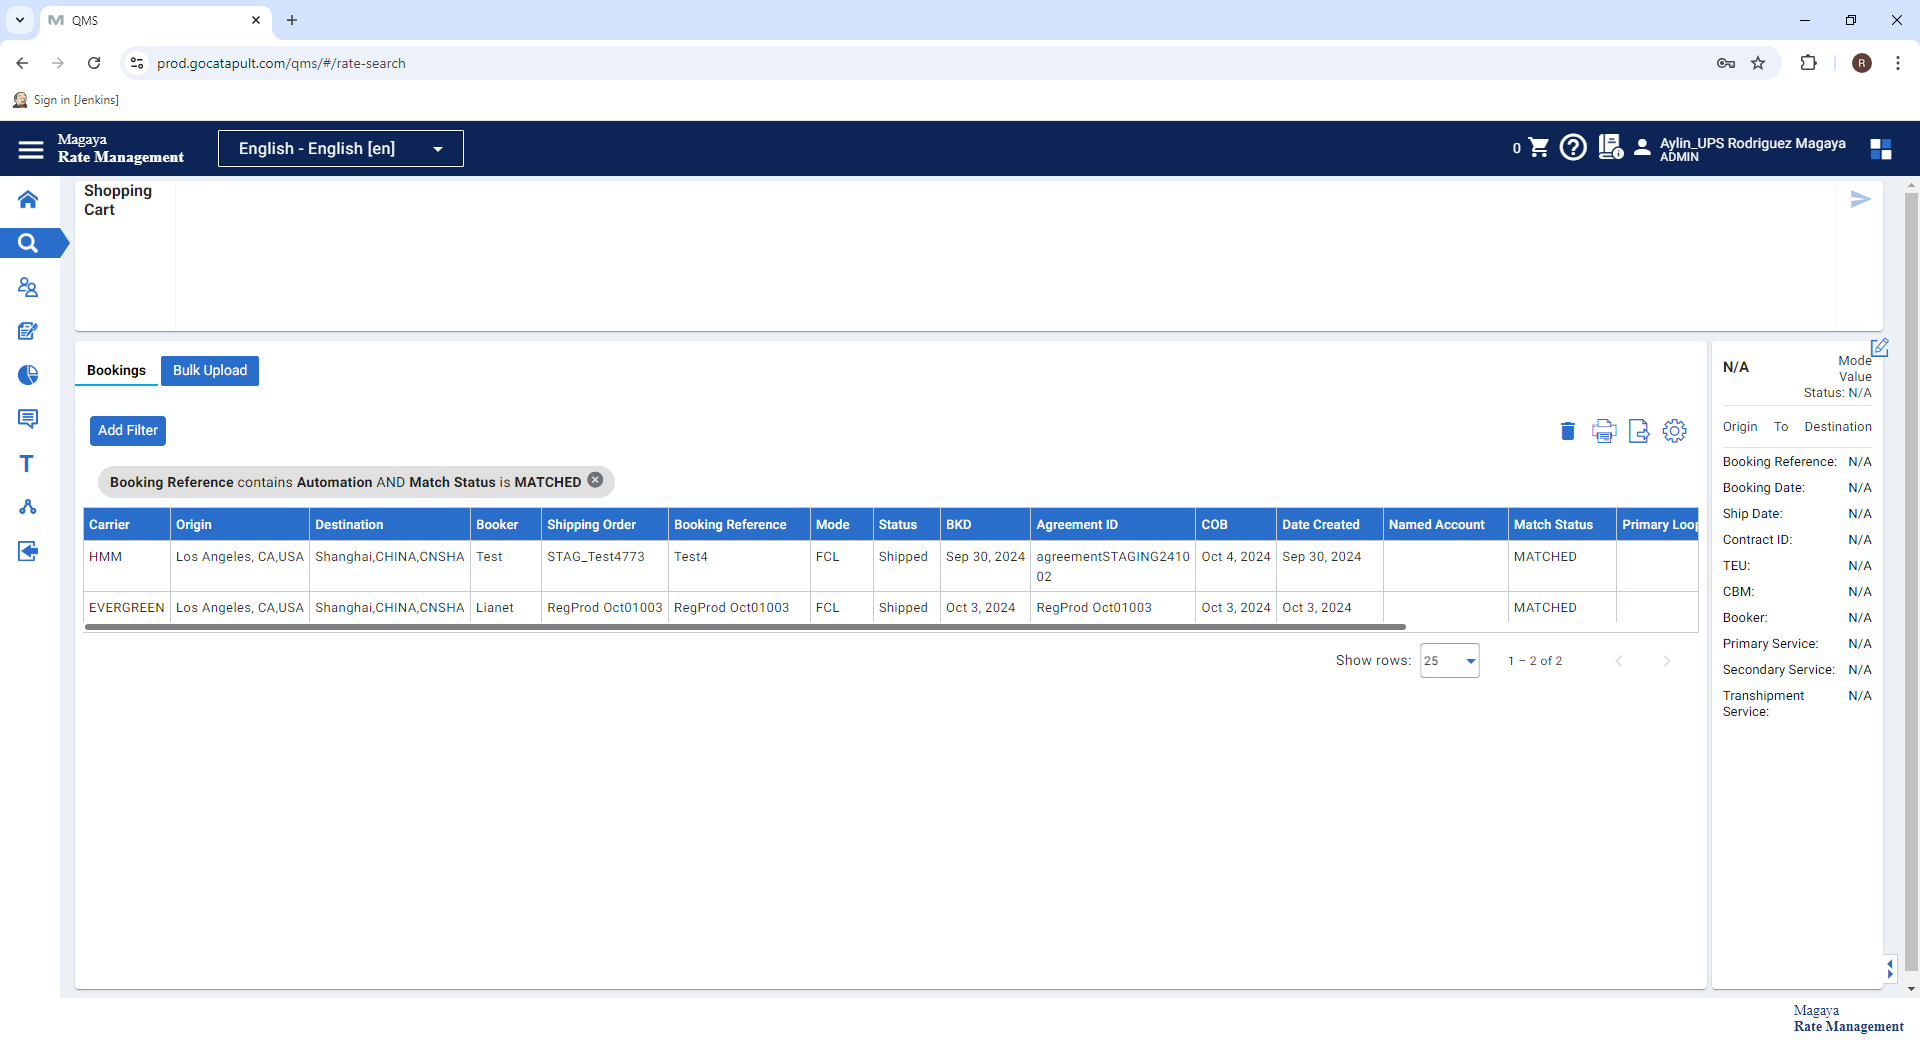 QMS
prod.gocatapult.com/qms/#/rate-search
R
Sign in [Jenkins]
Magaya
Rate Management
English - English [en]
0
Aylin_UPS Rodriguez Magaya
ADMIN
Shopping
Cart
Bookings
Bulk Upload
Add Filter
Booking Reference contains Automation AND Match Status is MATCHED
Carrier Origin Destination Booker Shipping Order Booking Reference Mode Status BKD Agreement ID COB Date Created Named Account Match Status Primary Loop
HMM Los Angeles, CA,USA Shanghai,CHINA,CNSHA Test STAG_Test4773 Test4 FCL Shipped Sep 30, 2024 agreementSTAGING2410 Oct 4, 2024 Sep 30, 2024 MATCHED
02
EVERGREEN Los Angeles, CA,USA Shanghai,CHINA,CNSHA Lianet RegProd Oct01003 RegProd Oct01003 FCL Shipped Oct 3, 2024 RegProd Oct01003 Oct 3, 2024 Oct 3, 2024 MATCHED
Show rows: 25 1 – 2 of 2
N/A
Mode
Value
Status: N/A
Origin To Destination
Booking Reference: N/A
Booking Date: N/A
Ship Date: N/A
Contract ID: N/A
TEU: N/A
CBM: N/A
Booker: N/A
Primary Service: N/A
Secondary Service: N/A
Transhipment N/A
Service:
T
Magaya
Rate Management